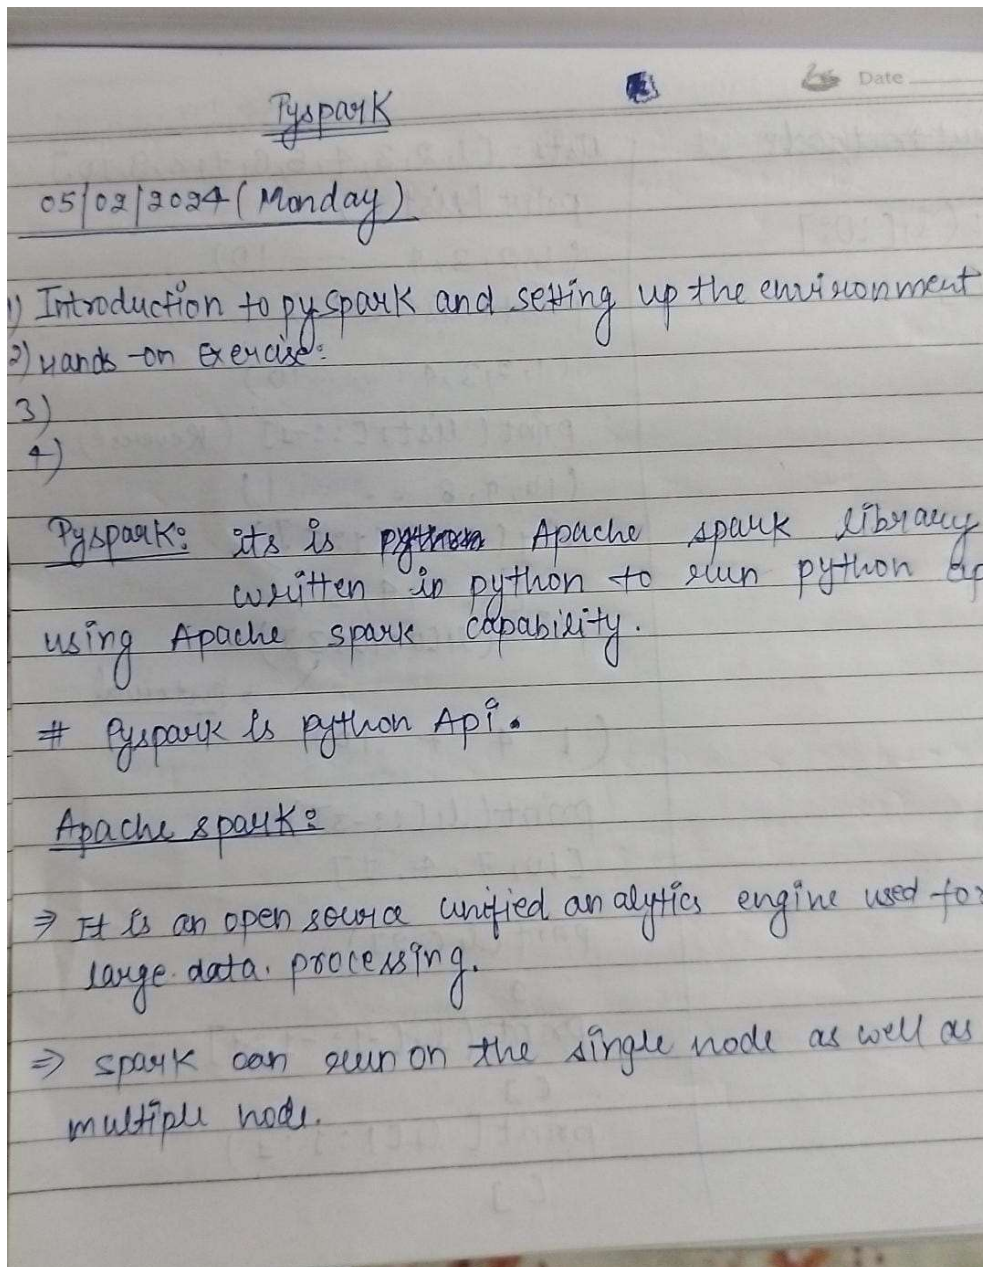 Date
Pyspark
05/02/2024 (Monday)
1) Introduction to pyspark and setting up the environment
2) Hands-on Exercise:
3)
4)
Pyspark: its is Apache spark library
written in python to run python
using Apache spark capability.
# Pyspark is python Api.
Apache spark:
⇒ It is an open source unified analytics engine used for
large data. processing.
⇒ spark can run on the single node as well as
multiple node.